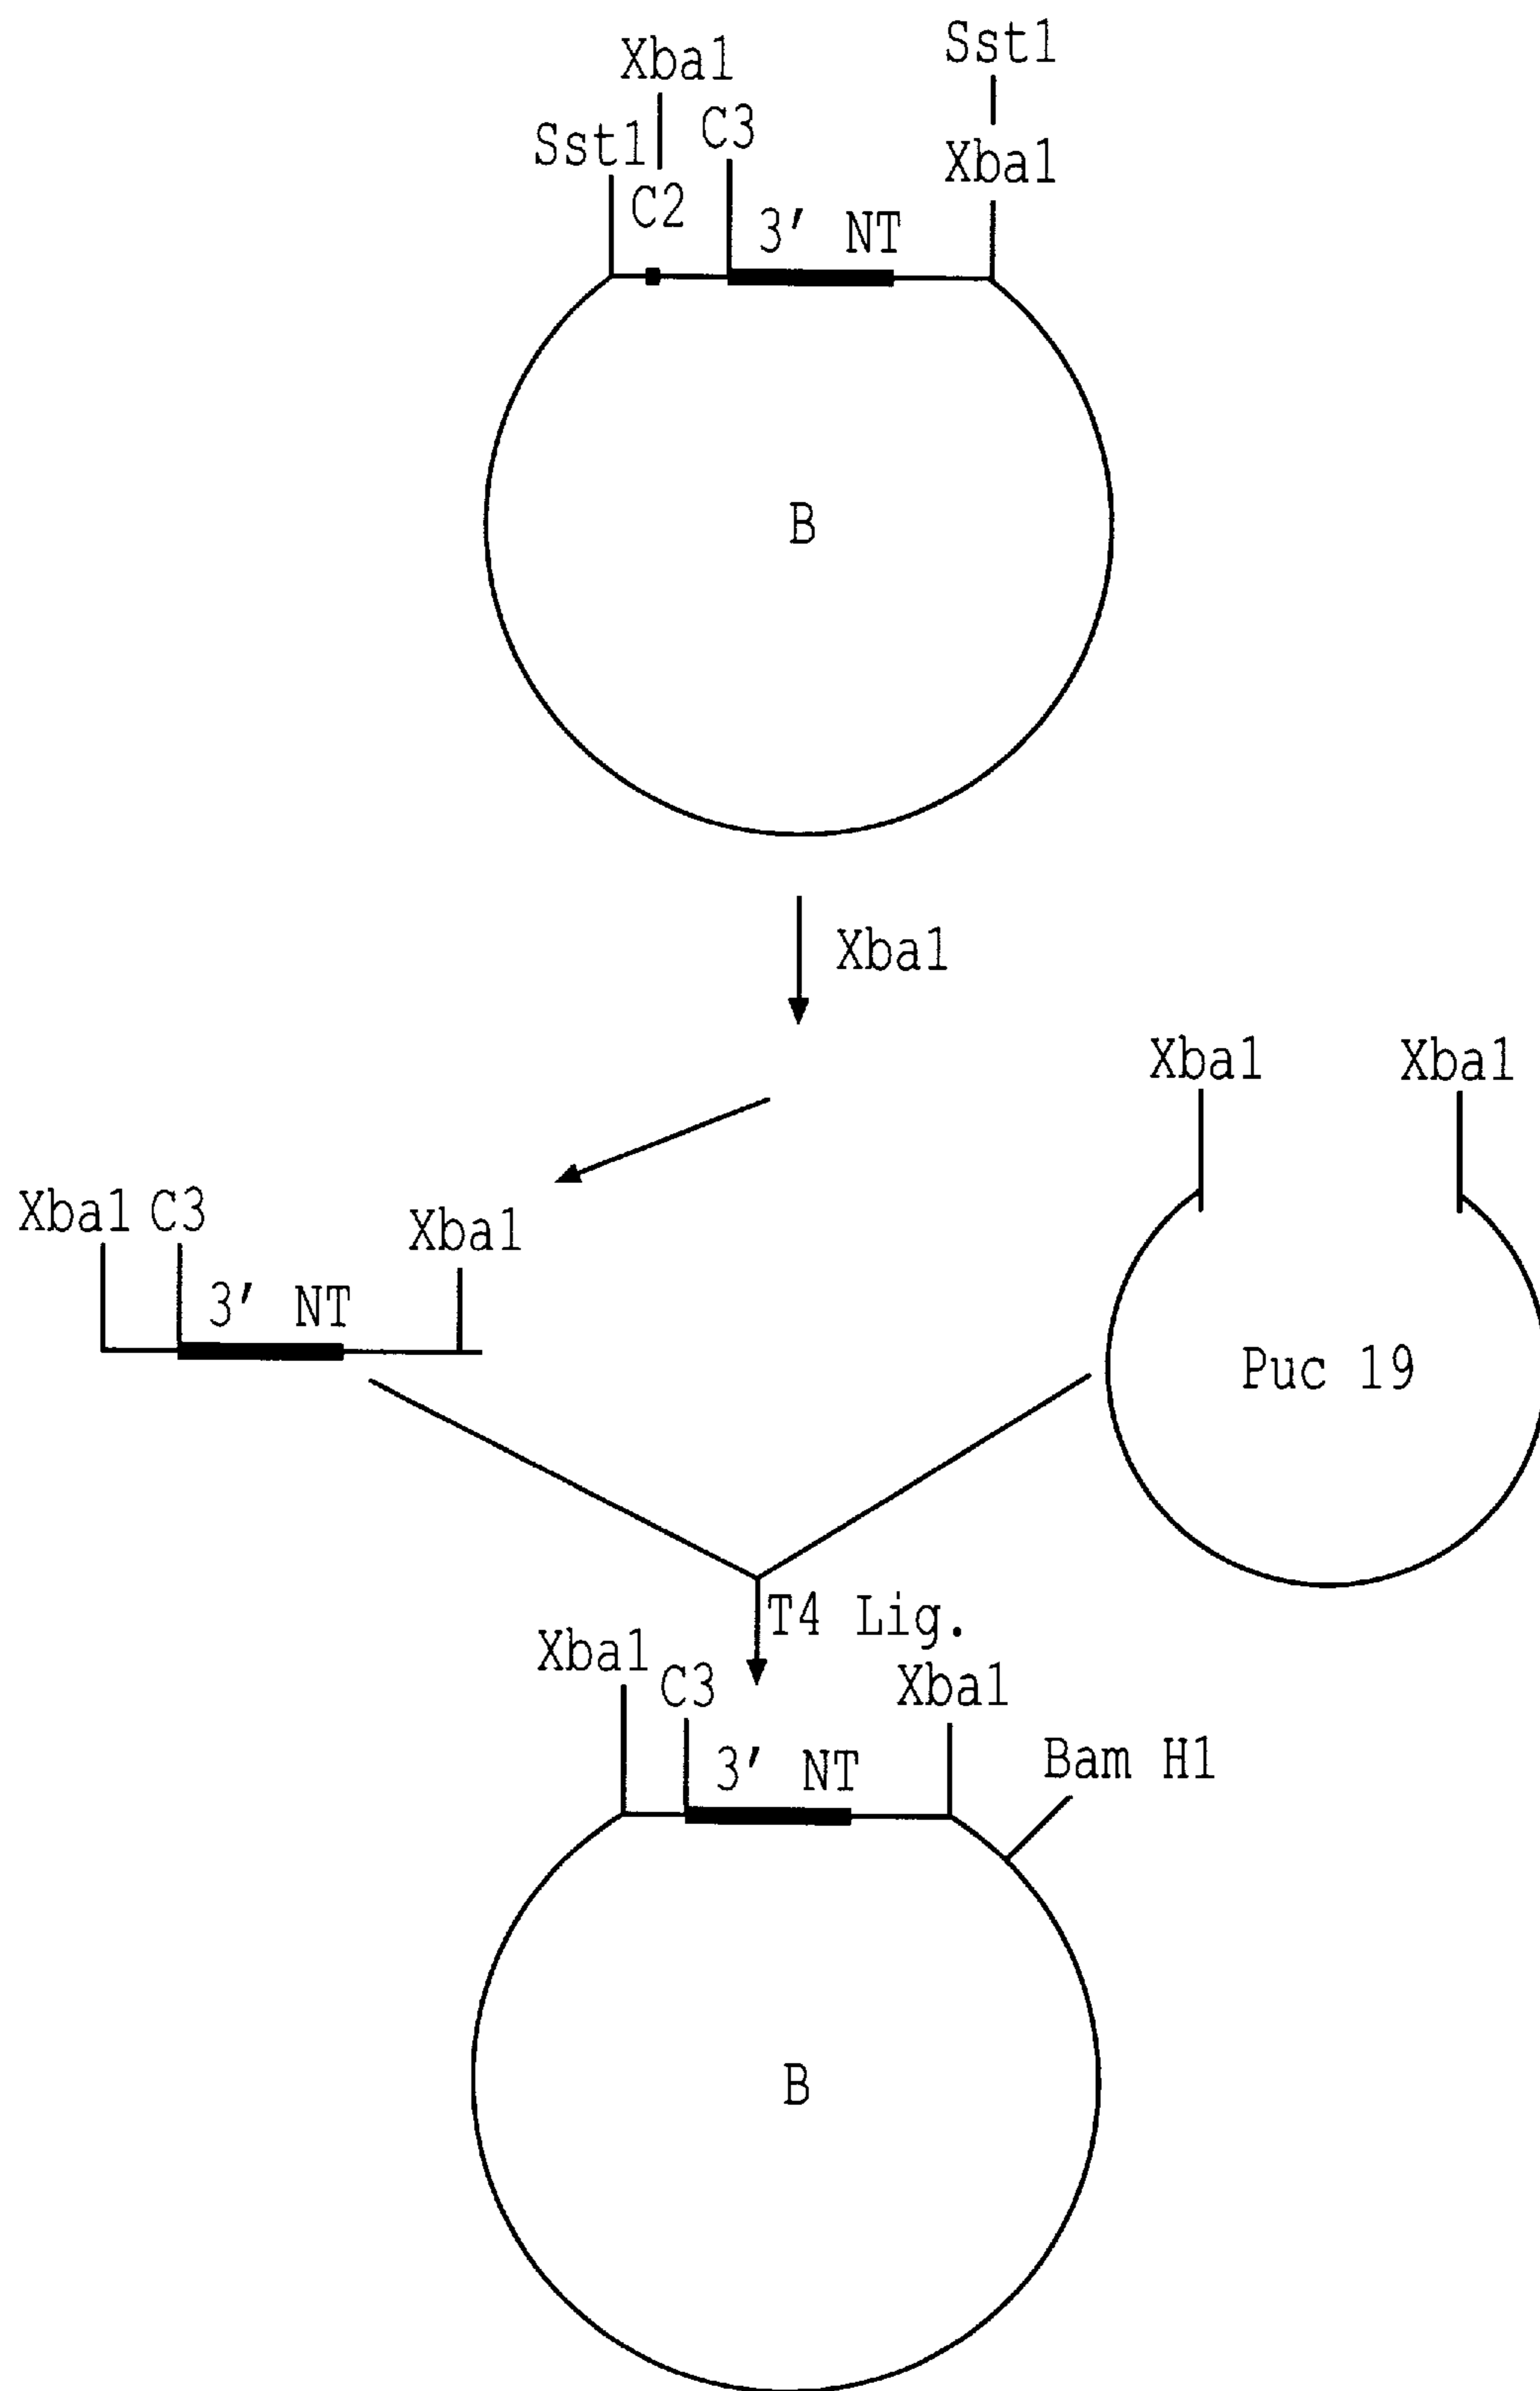 Sst1
Xba1
Sst1
C3
Xba1
C2
3' NT
B
Xba1
Xba1
Xba1
Xba1
C3
Xba1
3' NT
Puc 19
T4 Lig.
Xba1
C3
Xba1
3' NT
Bam H1
B